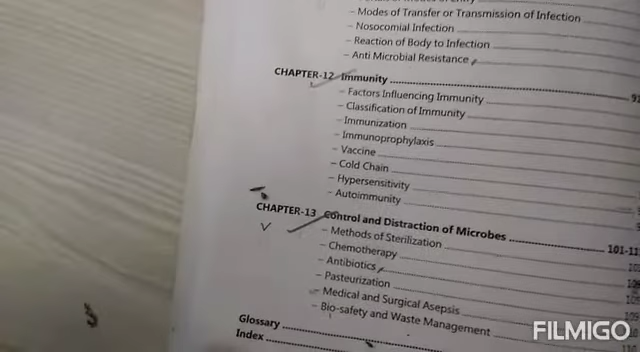 – Modes of Transfer or Transmission of Infection
– Nosocomial Infection
– Reaction of Body to Infection
– Anti Microbial Resistance
CHAPTER-12 Immunity
– Factors Influencing Immunity
– Classification of Immunity
– Immunization
– Immunoprophylaxis
– Vaccine
– Cold Chain
– Hypersensitivity
– Autoimmunity
CHAPTER-13 Control and Distraction of Microbes 101-11
– Methods of Sterilization
– Chemotherapy
– Antibiotics
– Pasteurization
– Medical and Surgical Asepsis 109
– Bio-safety and Waste Management
Glossary
Index
FILMIGO